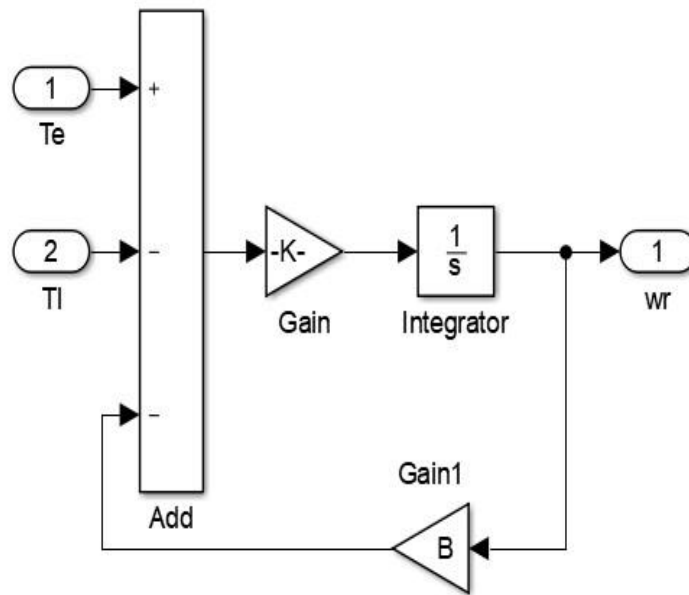 1
Te
+
2
Tl
−
−
Add
-K-
Gain
1
s
Integrator
1
wr
Gain1
B